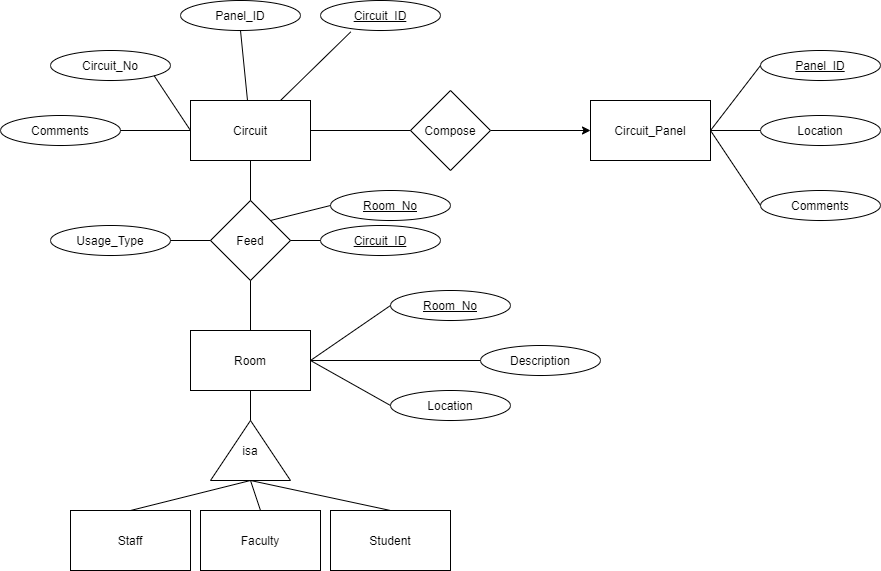 Panel_ID
Circuit_ID
Circuit_No
Panel_ID
Comments
Circuit
Compose
Circuit_Panel
Location
Comments
Room_No
Usage_Type
Feed
Circuit_ID
Room_No
Room
Description
Location
isa
Staff
Faculty
Student